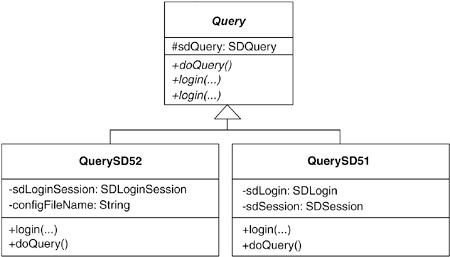 Query
#sdQuery: SDQuery
+doQuery()
+login(...)
+login(...)
QuerySD52
-sdLoginSession: SDLoginSession
-configFileName: String
+login(...)
+doQuery()
QuerySD51
-sdLogin: SDLogin
-sdSession: SDSession
+login(...)
+doQuery()